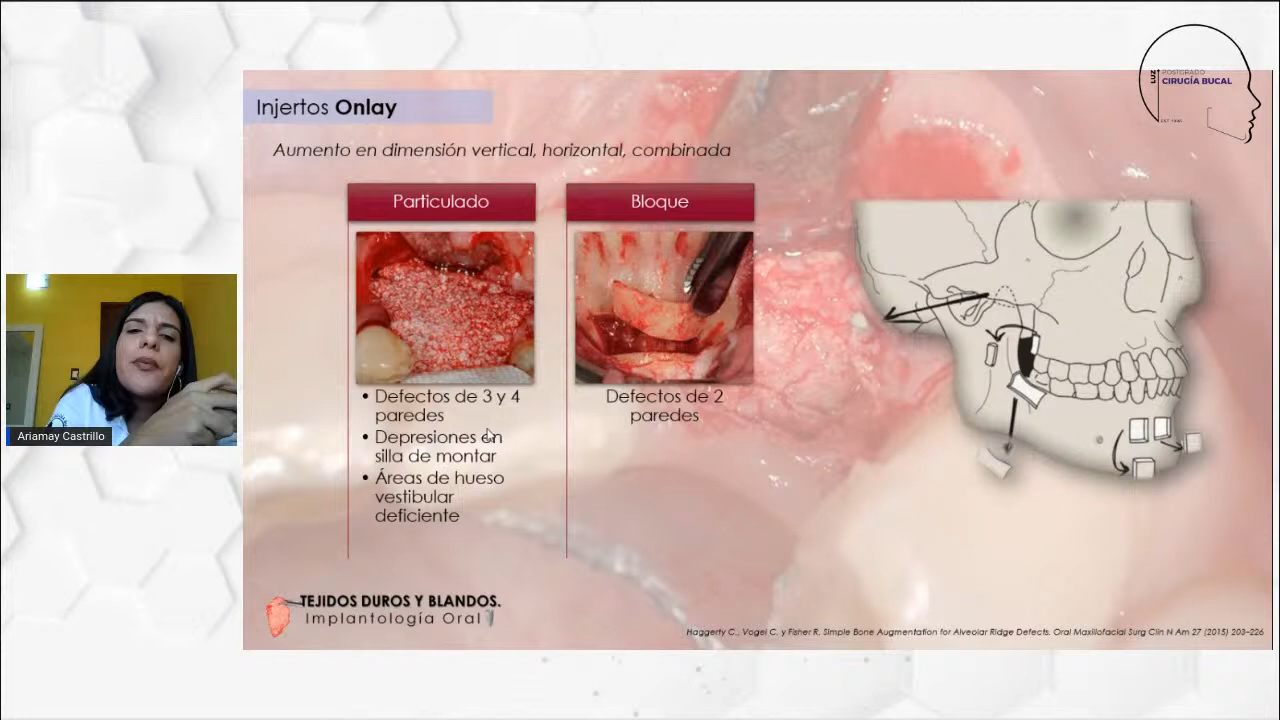 LUZ
POSTGRADO
CIRUGÍA BUCAL
Injertos Onlay
Aumento en dimensión vertical, horizontal, combinada
Particulado
Bloque
• Defectos de 3 y 4
paredes
• Depresiones en
silla de montar
• Áreas de hueso
vestibular
deficiente
Defectos de 2
paredes
Ariamay Castrillo
TEJIDOS DUROS Y BLANDOS.
Implantología Oral
Haggerty C., Vogel C. y Fisher R. Simple Bone Augmentation for Alveolar Ridge Defects. Oral Maxillofacial Surg Clin N Am 27 (2015) 203–226